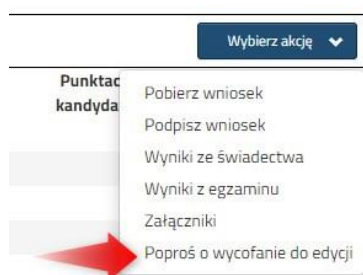 Wybierz akcję
Punktac
kandyda
Pobierz wniosek
Podpisz wniosek
Wyniki ze świadectwa
Wyniki z egzaminu
Załączniki
Poproś o wycofanie do edycji